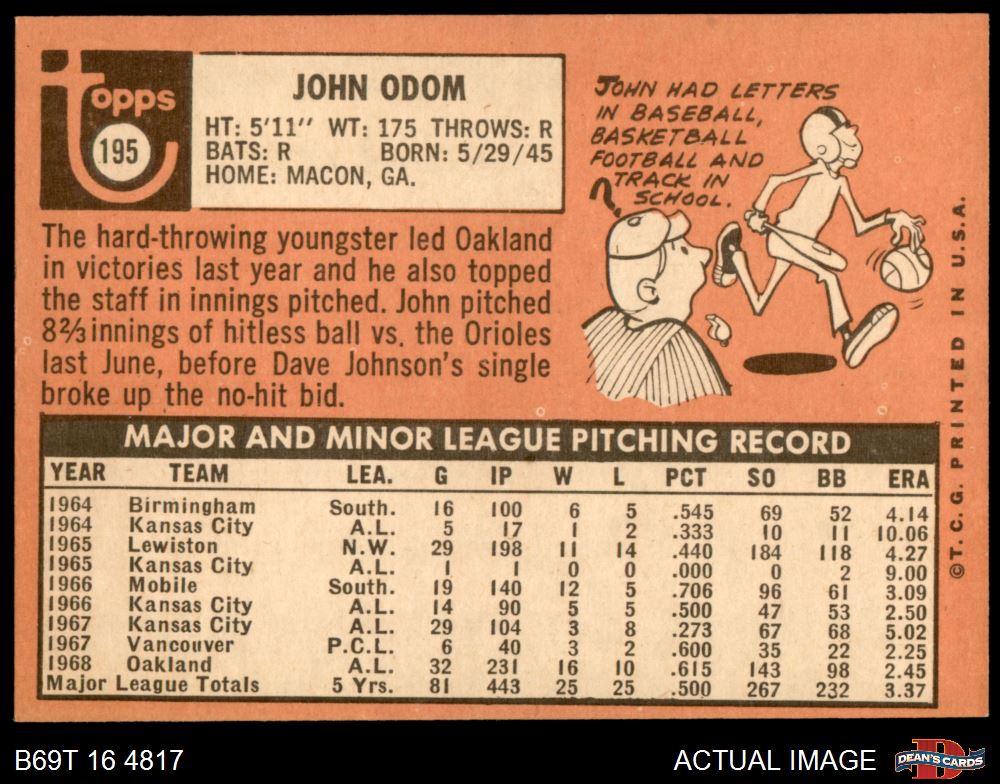 Topps
195
JOHN ODOM
HT: 5'11" WT: 175 THROWS: R
BATS: R BORN: 5/29/45
HOME: MACON, GA.
The hard-throwing youngster led Oakland
in victories last year and he also topped
the staff in innings pitched. John pitched
8⅔ innings of hitless ball vs. the Orioles
last June, before Dave Johnson's single
broke up the no-hit bid.
JOHN HAD LETTERS
IN BASEBALL,
BASKETBALL
FOOTBALL AND
TRACK IN
SCHOOL.
©T. C. G. PRINTED IN U.S.A.
MAJOR AND MINOR LEAGUE PITCHING RECORD
YEAR TEAM LEA. G IP W L PCT SO BB ERA
1964 Birmingham South. 16 100 6 5 .545 69 52 4.14
1964 Kansas City A.L. 5 17 1 2 .333 10 11 10.06
1965 Lewiston N.W. 29 198 11 14 .440 184 118 4.27
1965 Kansas City A.L. 1 1 0 0 .000 0 2 9.00
1966 Mobile South. 19 140 12 5 .706 96 61 3.09
1966 Kansas City A.L. 14 90 5 5 .500 47 53 2.50
1967 Kansas City A.L. 29 104 3 8 .273 67 68 5.02
1967 Vancouver P.C.L. 6 40 3 2 .600 35 22 2.25
1968 Oakland A.L. 32 231 16 10 .615 143 98 2.45
Major League Totals 5 Yrs. 81 443 25 25 .500 267 232 3.37
B69T 16 4817
ACTUAL IMAGE
DEAN'S CARDS